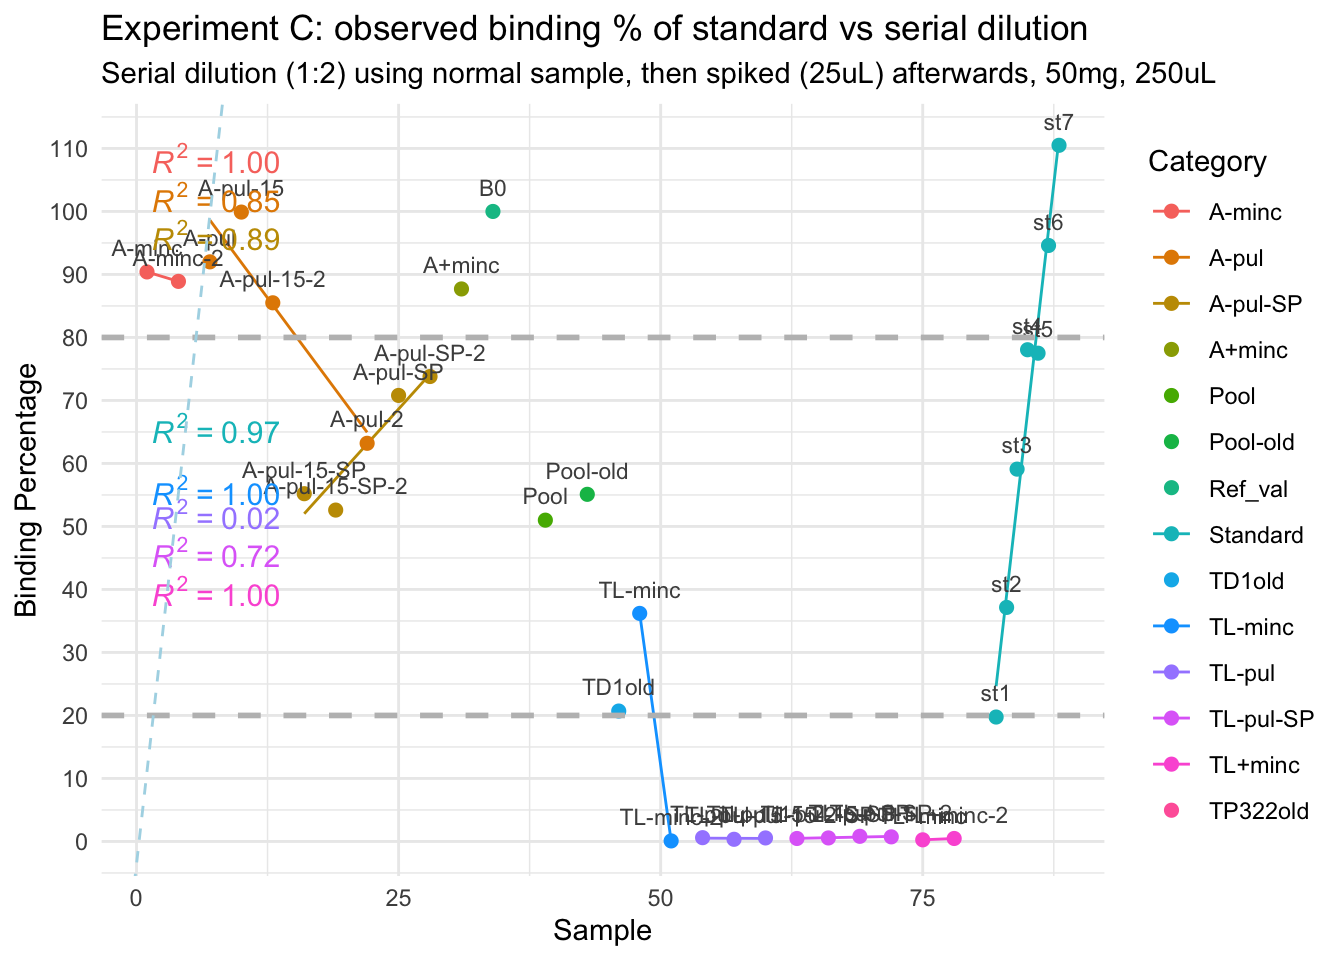 Experiment C: observed binding % of standard vs serial dilution
Serial dilution (1:2) using normal sample, then spiked (25uL) afterwards, 50mg, 250uL
Binding Percentage
110
100
90
80
70
60
50
40
30
20
10
0
0
25
50
75
Sample
R² = 1.00
R² = 0.85
R² = 0.89
R² = 0.97
R² = 1.00
R² = 0.02
R² = 0.72
R² = 1.00
A-minc
A-minc-2
A-pul
A-pul-15
A-pul-15-2
A-pul-2
A-pul-SP
A-pul-SP-2
A-pul-15-SP
A-pul-15-SP-2
A+minc
B0
Pool
Pool-old
TD1old
TL-minc
TL-minc-2
st1
st2
st3
st4
st5
st6
st7
Category
A-minc
A-pul
A-pul-SP
A+minc
Pool
Pool-old
Ref_val
Standard
TD1old
TL-minc
TL-pul
TL-pul-SP
TL+minc
TP322old